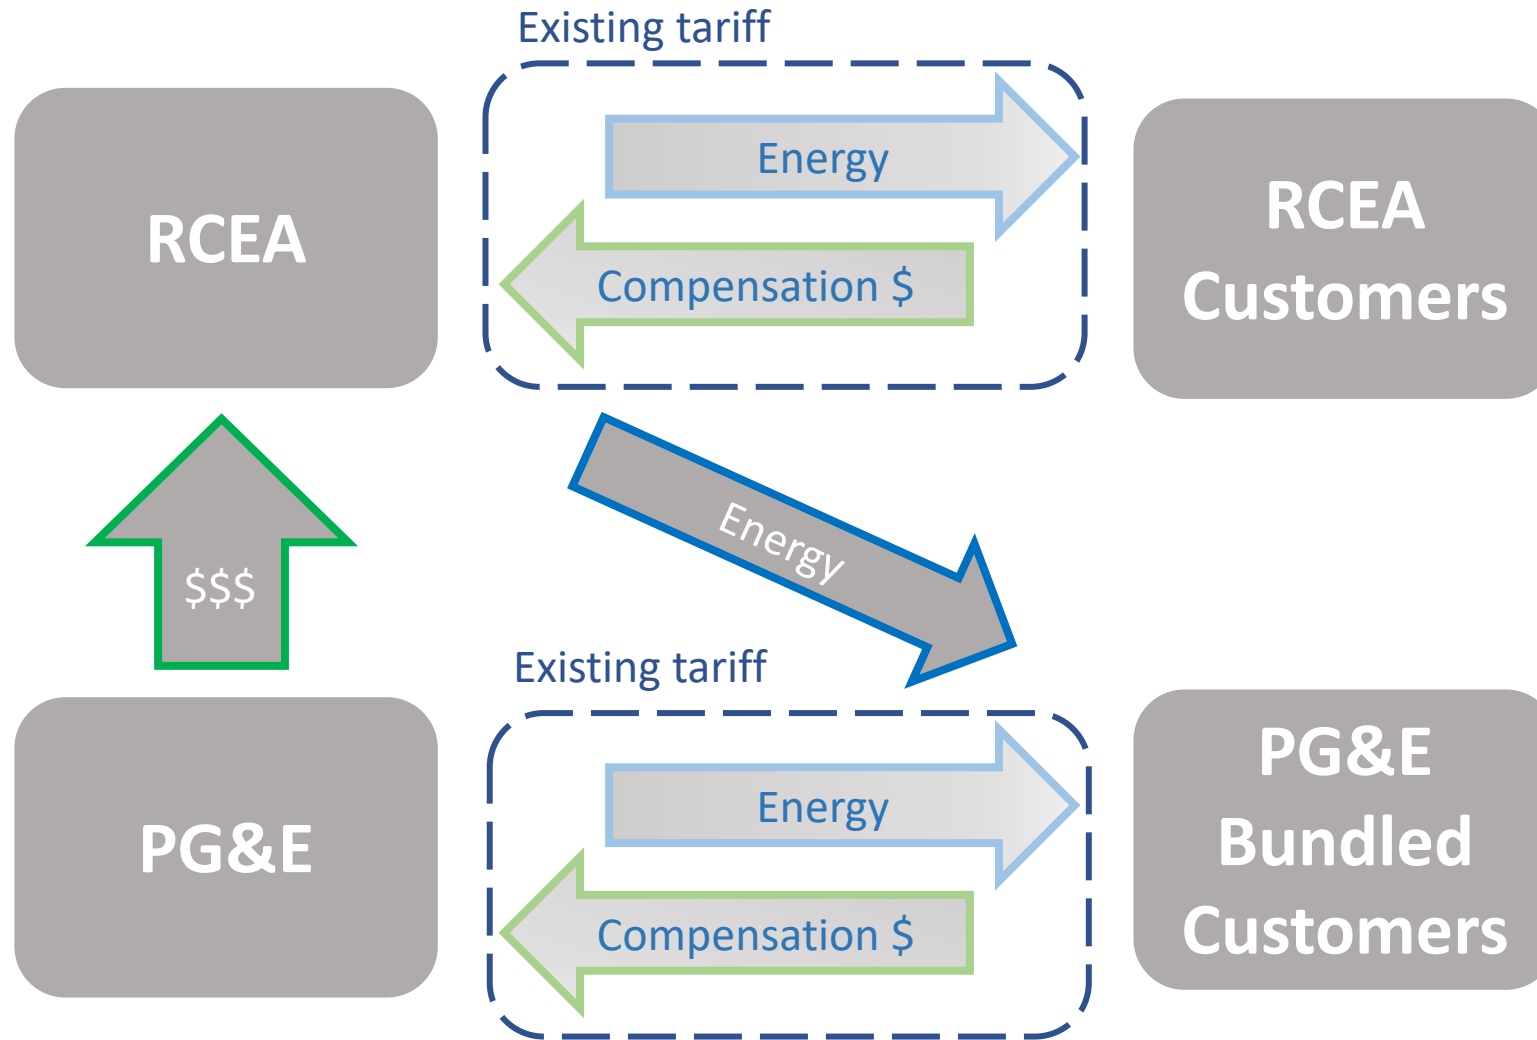 Existing tariff
RCEA
Energy
Compensation $
RCEA
Customers
$$$
Energy
Existing tariff
PG&E
Energy
Compensation $
PG&E
Bundled
Customers